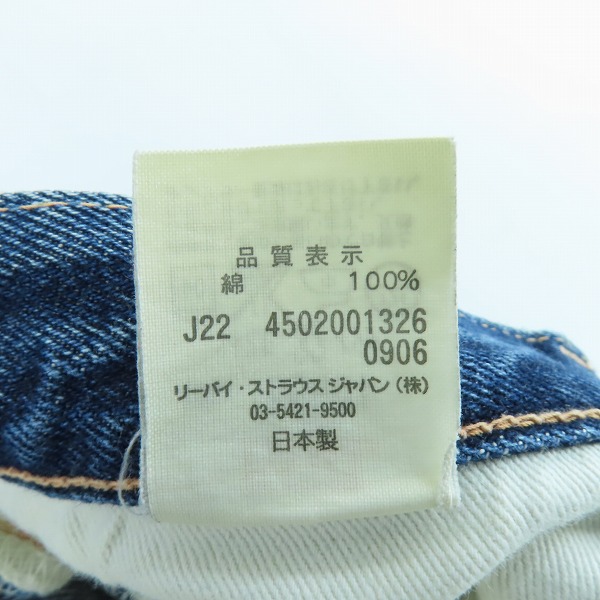 品質表示
綿 100%
J22 4502001326
0906
リーバイ・ストラウス ジャパン(株)
03-5421-9500
日本製